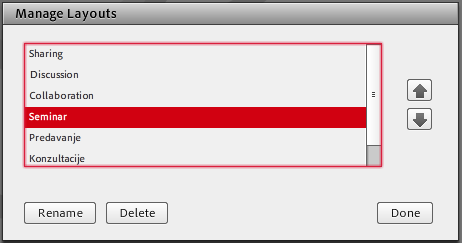 Manage Layouts
Sharing
Discussion
Collaboration
Seminar
Predavanje
Konzultacije
Rename Delete Done